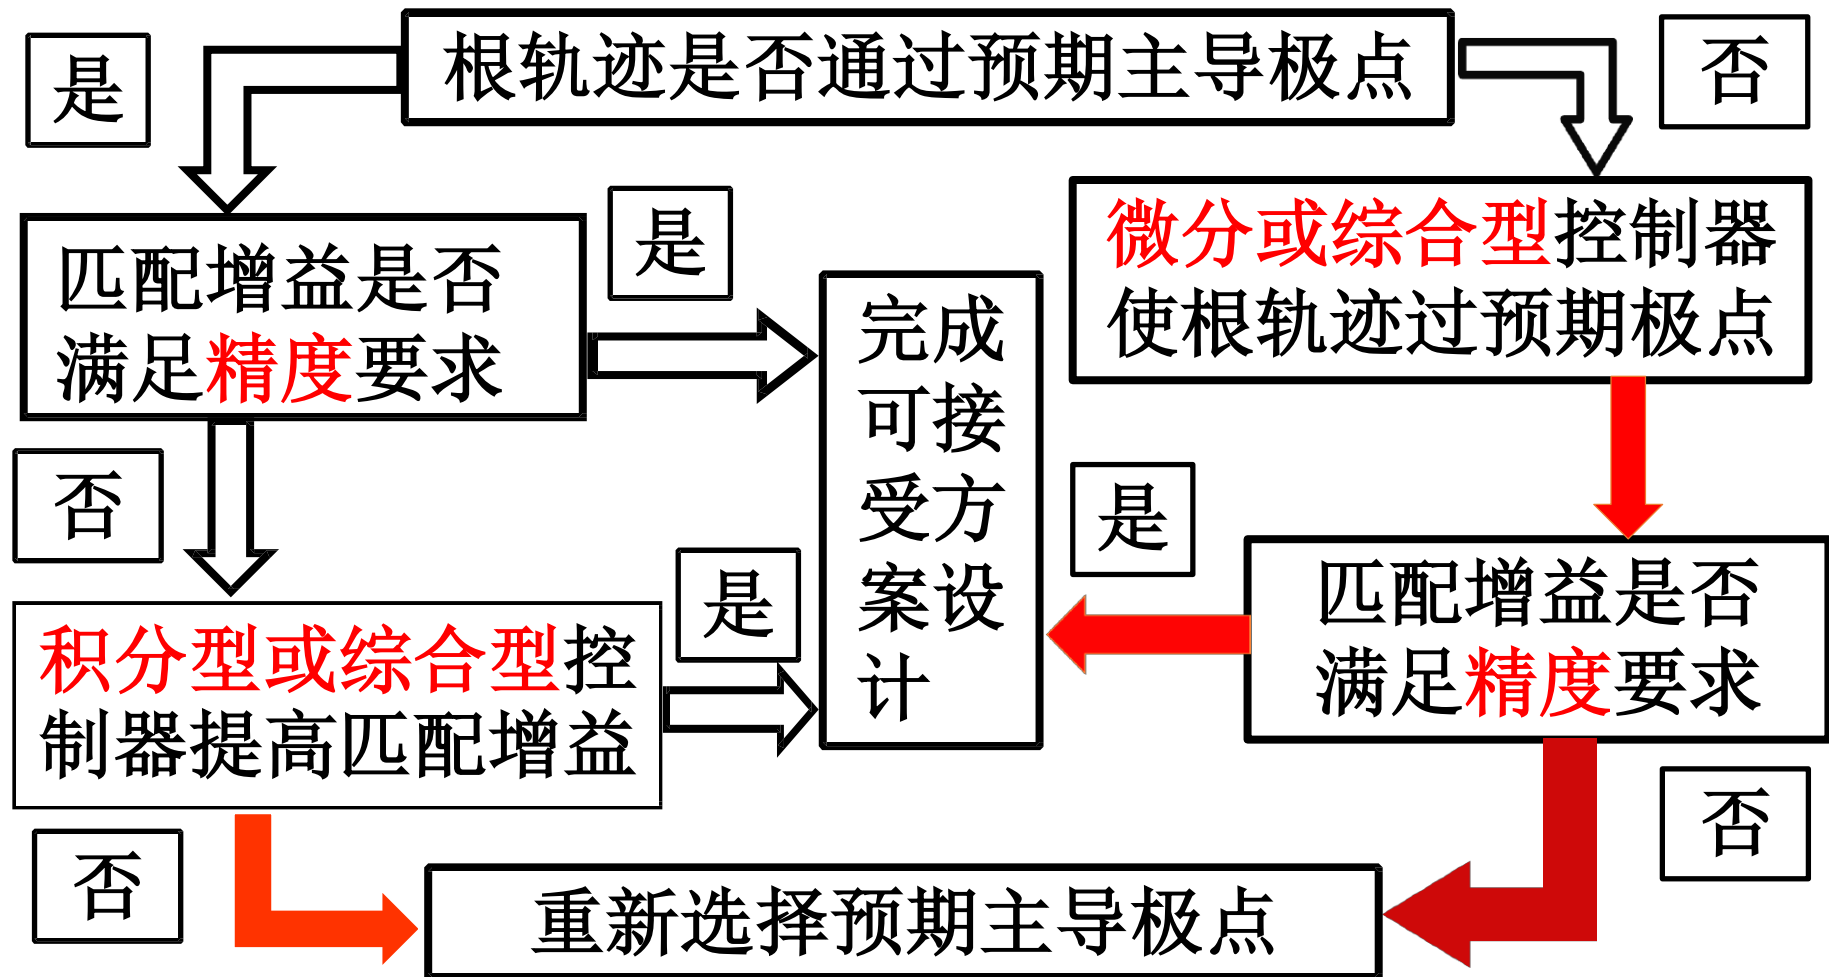 是
根轨迹是否通过预期主导极点
否
匹配增益是否
满足精度要求
是
微分或综合型控制器
使根轨迹过预期极点
完成
可接
受方
案设
计
否
是
匹配增益是否
满足精度要求
积分型或综合型控
制器提高匹配增益
是
否
否
重新选择预期主导极点